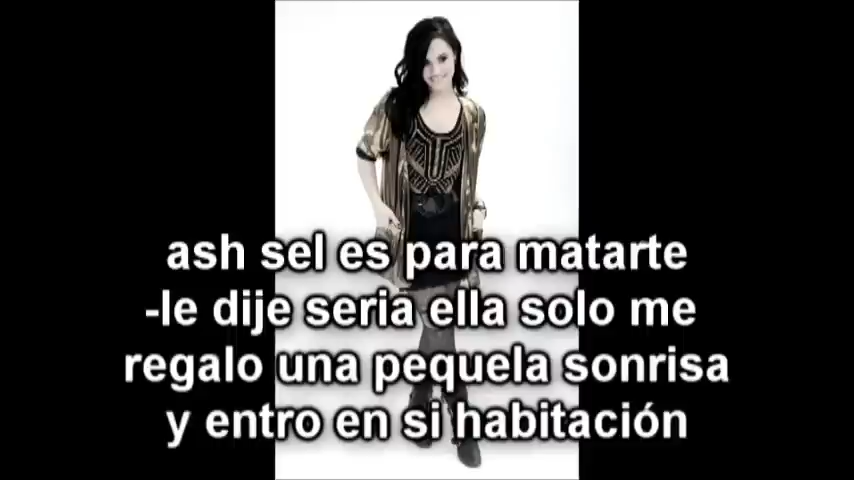 ash sel es para matarte
-le dije seria ella solo me
regalo una pequela sonrisa
y entro en si habitación